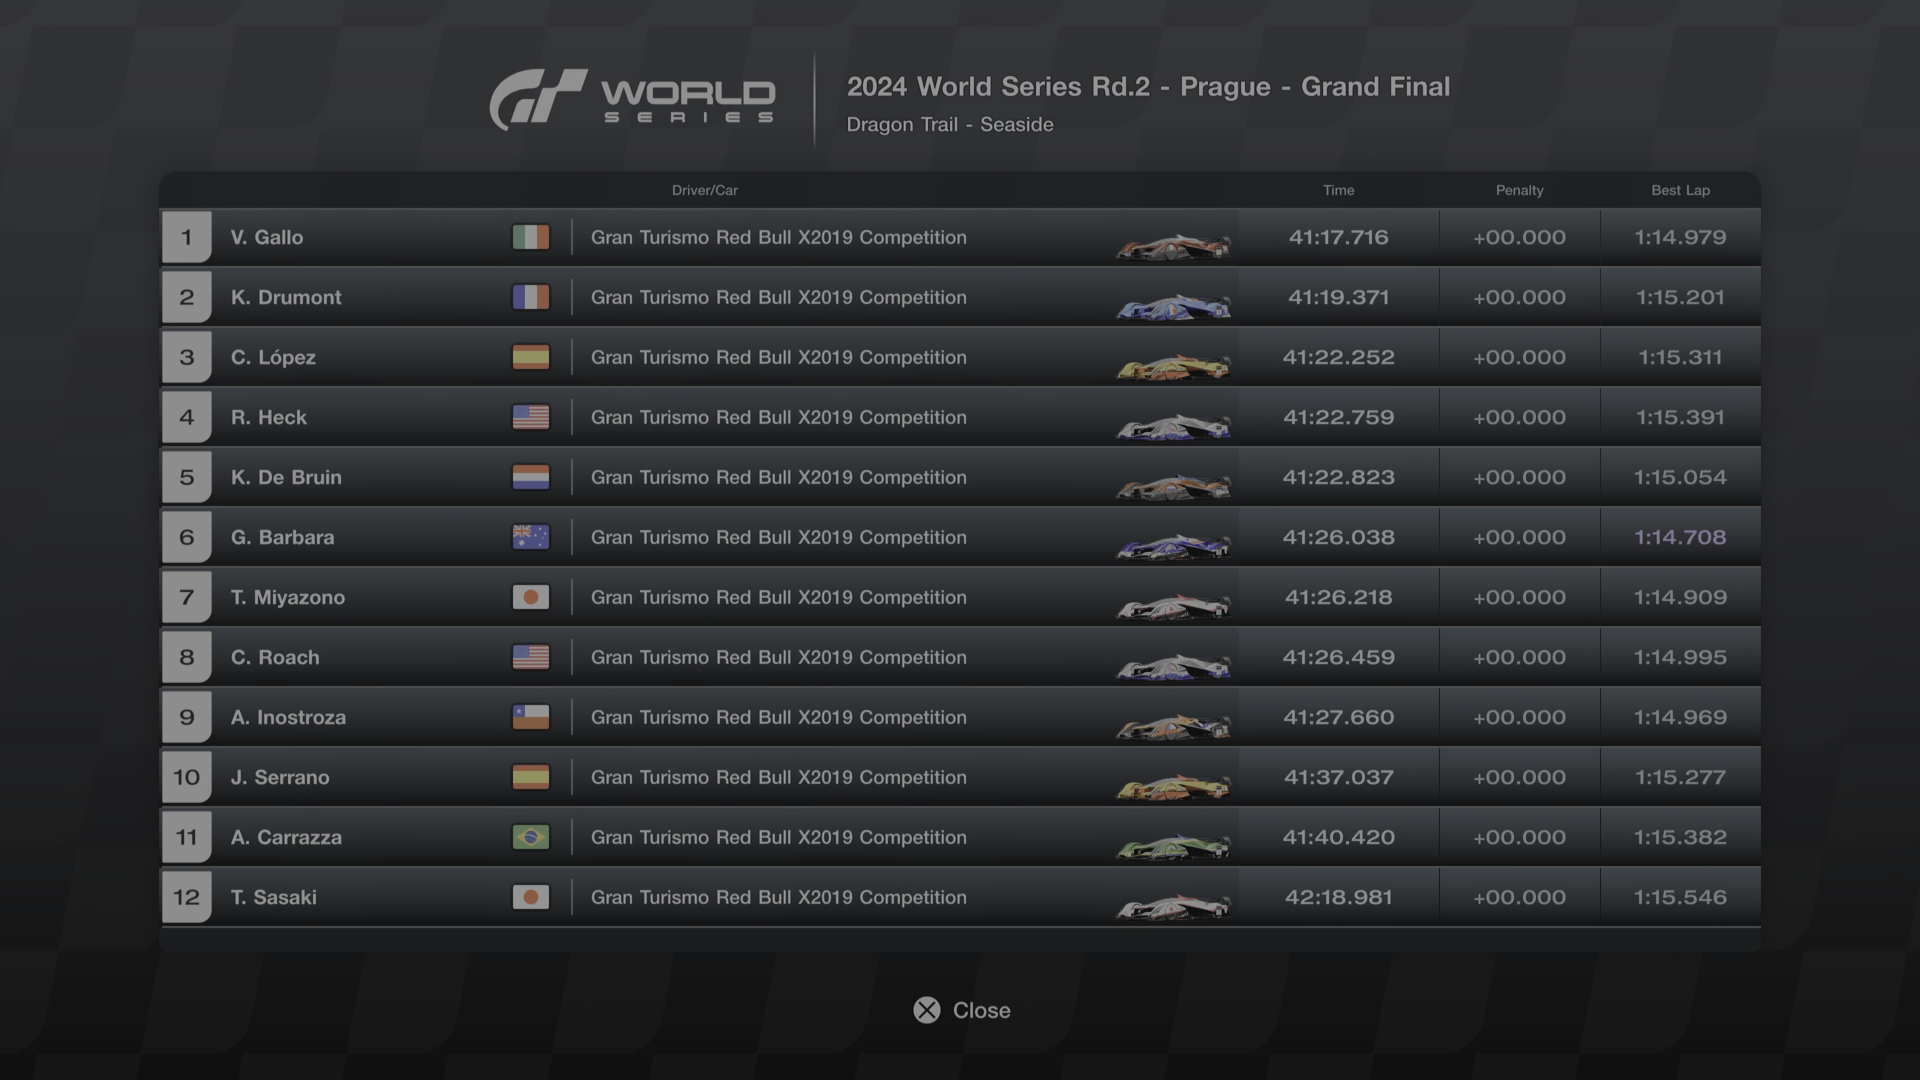 GT WORLD SERIES
2024 World Series Rd.2 - Prague - Grand Final
Dragon Trail - Seaside
Driver/Car Time Penalty Best Lap
1 V. Gallo Gran Turismo Red Bull X2019 Competition 41:17.716 +00.000 1:14.979
2 K. Drumont Gran Turismo Red Bull X2019 Competition 41:19.371 +00.000 1:15.201
3 C. López Gran Turismo Red Bull X2019 Competition 41:22.252 +00.000 1:15.311
4 R. Heck Gran Turismo Red Bull X2019 Competition 41:22.759 +00.000 1:15.391
5 K. De Bruin Gran Turismo Red Bull X2019 Competition 41:22.823 +00.000 1:15.054
6 G. Barbara Gran Turismo Red Bull X2019 Competition 41:26.038 +00.000 1:14.708
7 T. Miyazono Gran Turismo Red Bull X2019 Competition 41:26.218 +00.000 1:14.909
8 C. Roach Gran Turismo Red Bull X2019 Competition 41:26.459 +00.000 1:14.995
9 A. Inostroza Gran Turismo Red Bull X2019 Competition 41:27.660 +00.000 1:14.969
10 J. Serrano Gran Turismo Red Bull X2019 Competition 41:37.037 +00.000 1:15.277
11 A. Carrazza Gran Turismo Red Bull X2019 Competition 41:40.420 +00.000 1:15.382
12 T. Sasaki Gran Turismo Red Bull X2019 Competition 42:18.981 +00.000 1:15.546
Close